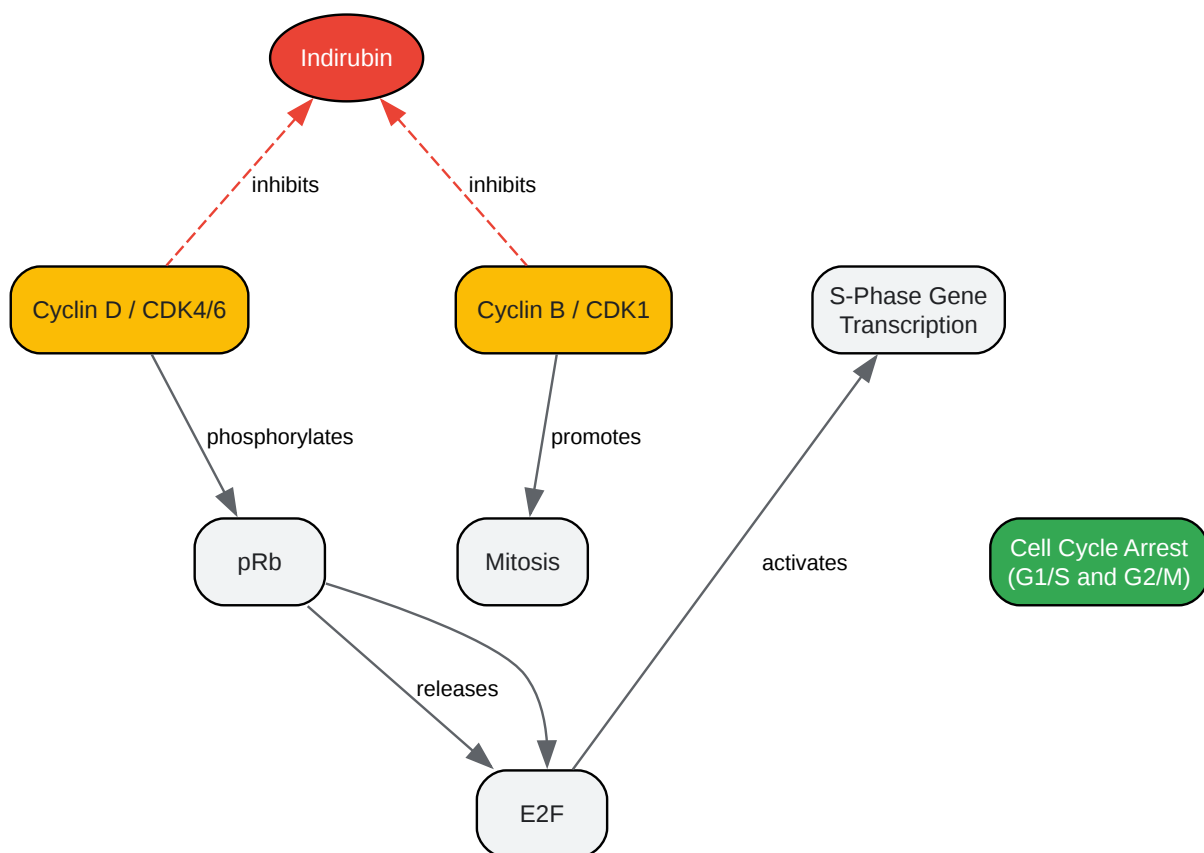 Indirubin
inhibits
inhibits
Cyclin D / CDK4/6
Cyclin B / CDK1
S-Phase Gene
Transcription
phosphorylates
promotes
pRb
Mitosis
activates
Cell Cycle Arrest
(G1/S and G2/M)
releases
E2F